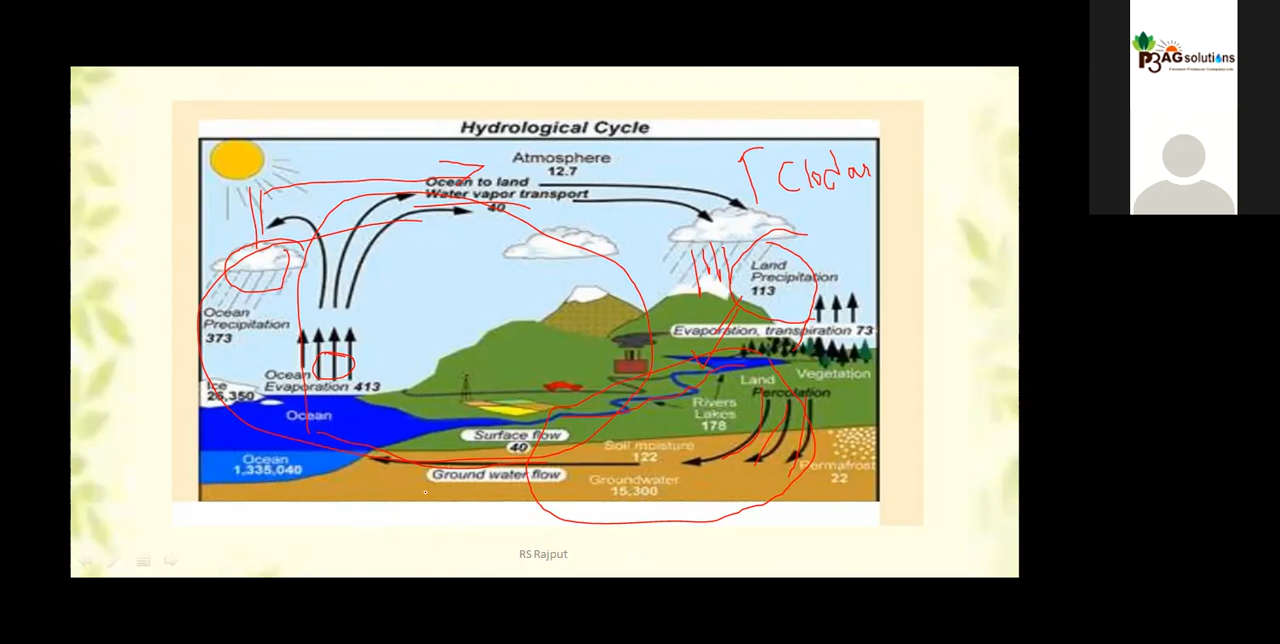 P3 AG solutions
Hydrological Cycle
Atmosphere
12.7
Ocean to land
Water vapor transport
40
Land
Precipitation
113
Ocean
Precipitation
373
Evaporation, transpiration 73
Ocean
Evaporation 413
Ice
26,350
Ocean
Vegetation
Land
Percolation
Rivers
Lakes
178
Surface flow
40
Soil moisture
122
Ocean
1,335,040
Ground water flow
Groundwater
15,300
Permafrost
22
RS Rajput